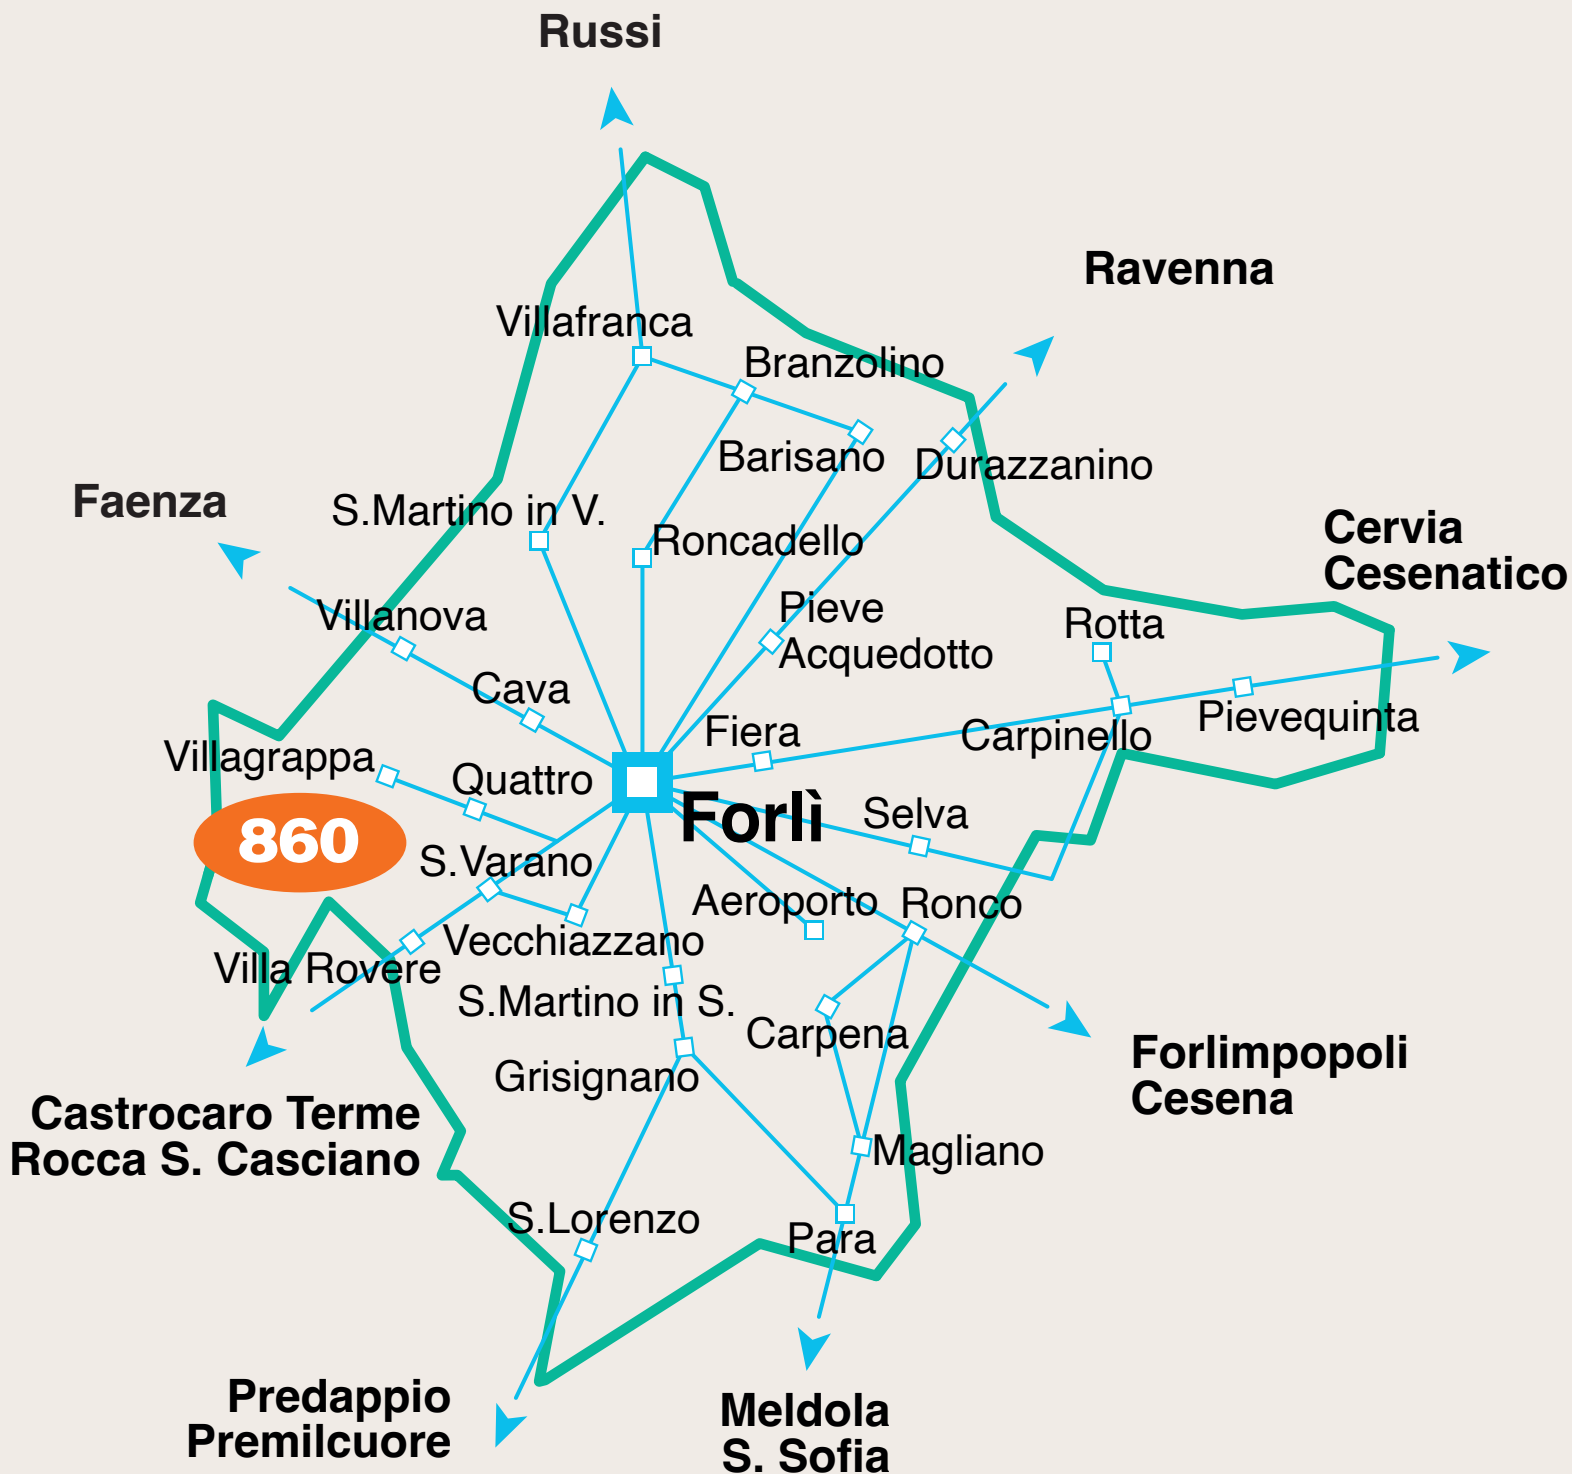 Russi
Ravenna
Villafranca
Branzolino
Barisano
Durazzanino
Faenza
S.Martino in V.
Roncadello
Cervia
Cesenatico
Villanova
Pieve
Acquedotto
Rotta
Cava
Fiera
Carpinello
Pievequinta
Villagrappa
Quattro
Forlì
Selva
860
S.Varano
Aeroporto
Ronco
Vecchiazzano
Villa Rovere
S.Martino in S.
Carpena
Forlimpopoli
Cesena
Grisignano
Castrocaro Terme
Rocca S. Casciano
Magliano
S.Lorenzo
Para
Predappio
Premilcuore
Meldola
S. Sofia